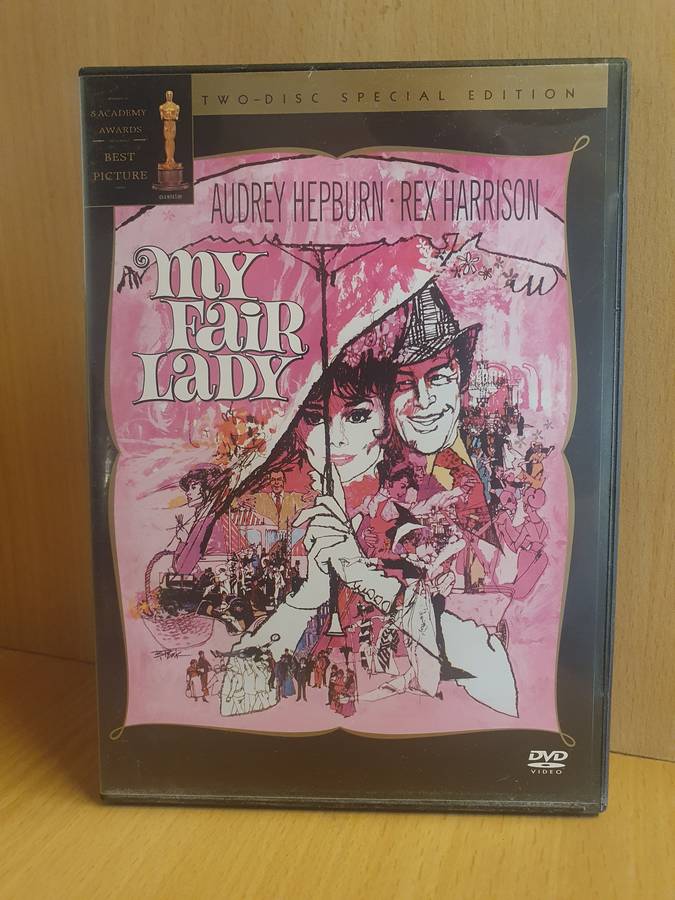 8 ACADEMY
AWARDS
BEST
PICTURE
TWO-DISC SPECIAL EDITION
AUDREY HEPBURN · REX HARRISON
MY
FAIR
LADY
DVD
VIDEO